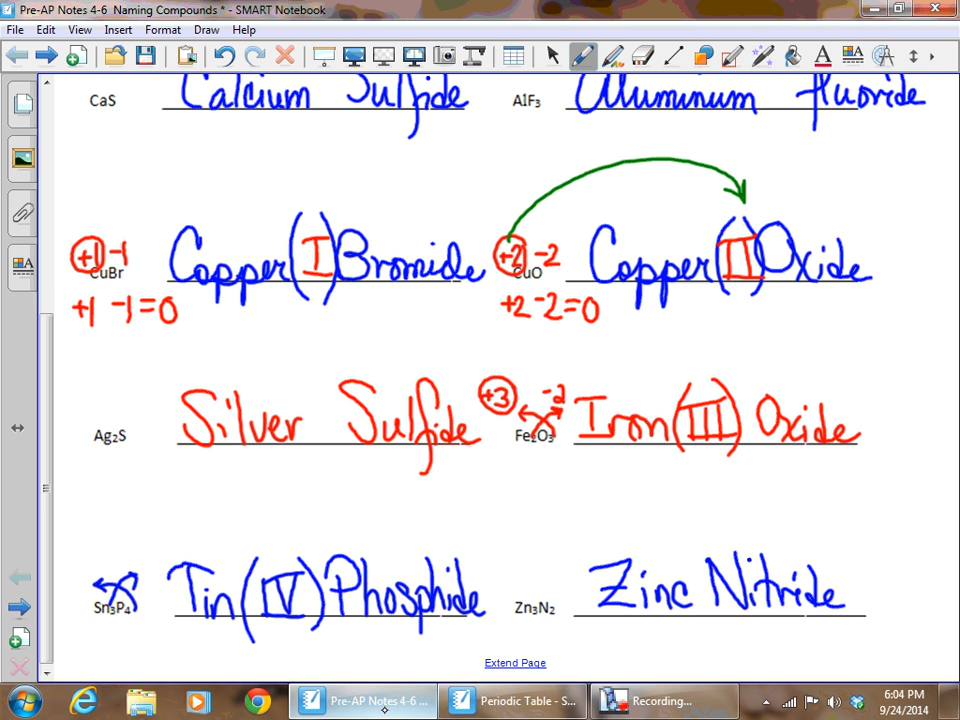 Pre-AP Notes 4-6 Naming Compounds * - SMART Notebook
File Edit View Insert Format Draw Help
CaS Calcium Sulfide AlF₃ Aluminum fluoride
+1 -1 CuBr Copper (I) Bromide +2 -2 CuO Copper (II) Oxide
+1 -1 = 0 +2 -2 = 0
Ag₂S Silver Sulfide +3 -2 Fe₂O₃ Iron (III) Oxide
Sn₃P₄ Tin (IV) Phosphide Zn₃N₂ Zinc Nitride
Extend Page
Pre-AP Notes 4-6 ... Periodic Table - S... Recording... 6:04 PM
9/24/2014